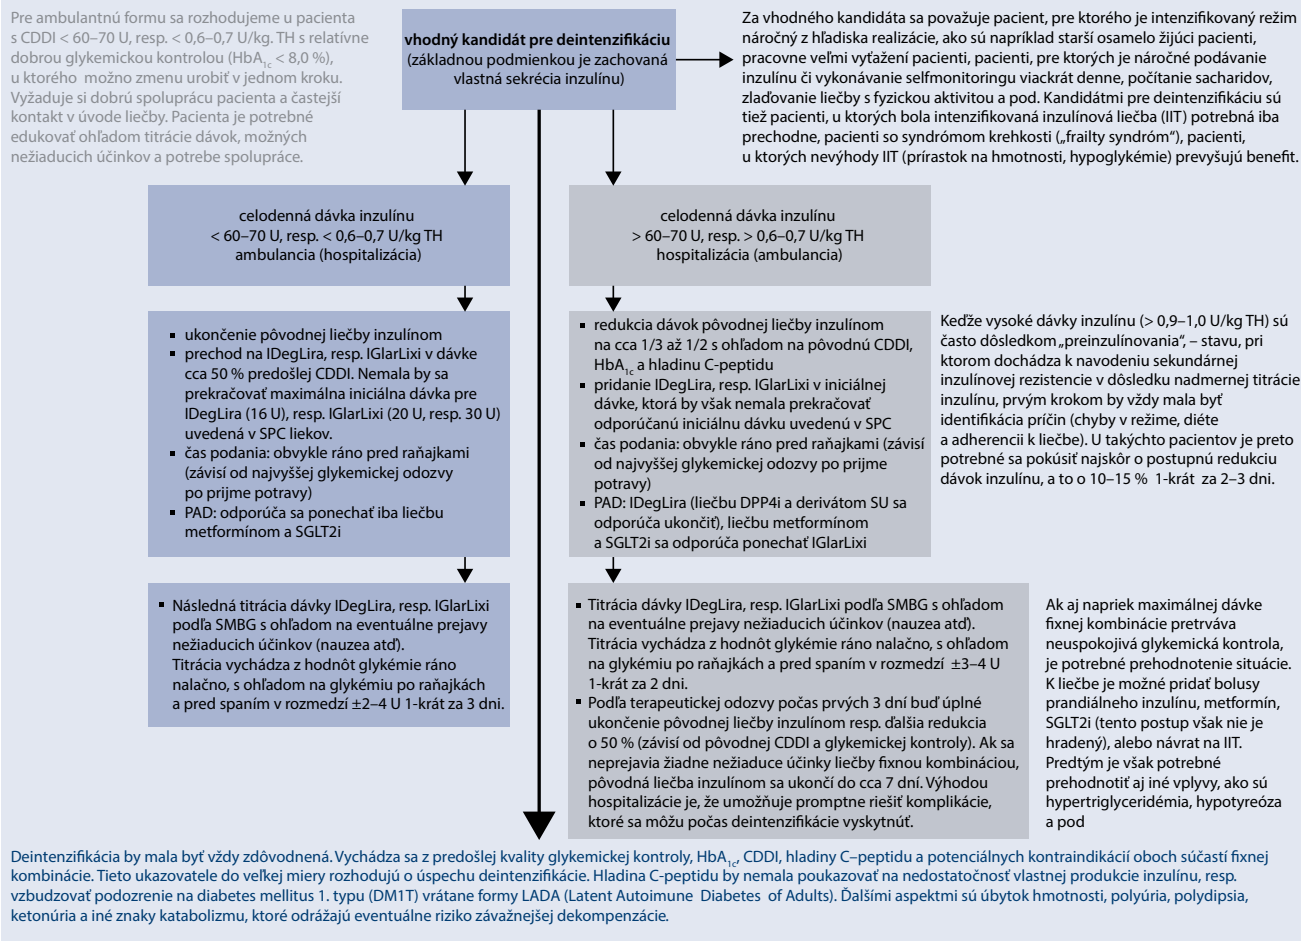 Pre ambulantnú formu sa rozhodujeme u pacienta
s CDDI < 60–70 U, resp. < 0,6–0,7 U/kg. TH s relatívne
dobrou glykemickou kontrolou (HbA1c < 8,0 %),
u ktorého možno zmenu urobiť v jednom kroku.
Vyžaduje si dobrú spoluprácu pacienta a častejší
kontakt v úvode liečby. Pacienta je potrebné
edukovať ohľadom titrácie dávok, možných
nežiaducich účinkov a potrebe spolupráce.
vhodný kandidát pre deintenzifikáciu
(základnou podmienkou je zachovaná
vlastná sekrécia inzulínu)
Za vhodného kandidáta sa považuje pacient, pre ktorého je intenzifikovaný režim
náročný z hľadiska realizácie, ako sú napríklad starší osamelo žijúci pacienti,
pracovne veľmi vyťažení pacienti, pacienti, pre ktorých je náročné podávanie
inzulínu či vykonávanie selfmonitoringu viackrát denne, počítanie sacharidov,
zlaďovanie liečby s fyzickou aktivitou a pod. Kandidátmi pre deintenzifikáciu sú
tiež pacienti, u ktorých bola intenzifikovaná inzulínová liečba (IIT) potrebná iba
prechodne, pacienti so syndrómom krehkosti („frailty syndróm“), pacienti,
u ktorých nevýhody IIT (prírastok na hmotnosti, hypoglykémie) prevyšujú benefit.
celodenná dávka inzulínu
< 60–70 U, resp. < 0,6–0,7 U/kg TH
ambulancia (hospitalizácia)
celodenná dávka inzulínu
> 60–70 U, resp. > 0,6–0,7 U/kg TH
hospitalizácia (ambulancia)
▪ ukončenie pôvodnej liečby inzulínom
▪ prechod na IDegLira, resp. IGlarLixi v dávke
cca 50 % predošlej CDDI. Nemala by sa
prekračovať maximálna iniciálna dávka pre
IDegLira (16 U), resp. IGlarLixi (20 U, resp. 30 U)
uvedená v SPC liekov.
▪ čas podania: obvykle ráno pred raňajkami
(závisí od najvyššej glykemickej odozvy
po prijme potravy)
▪ PAD: odporúča sa ponechať iba liečbu
metformínom a SGLT2i
▪ redukcia dávok pôvodnej liečby inzulínom
na cca 1/3 až 1/2 s ohľadom na pôvodnú CDDI,
HbA1c a hladinu C-peptidu
▪ pridanie IDegLira, resp. IGlarLixi v iniciálnej
dávke, ktorá by však nemala prekračovať
odporúčanú iniciálnu dávku uvedenú v SPC
▪ čas podania: obvykle ráno pred raňajkami (závisí
od najvyššej glykemickej odozvy po prijme
potravy)
▪ PAD: IDegLira (liečbu DPP4i a derivátom SU sa
odporúča ukončiť), liečbu metformínom
a SGLT2i sa odporúča ponechať IGlarLixi
Keďže vysoké dávky inzulínu (> 0,9–1,0 U/kg TH) sú
často dôsledkom „preinzulínovania“, – stavu, pri
ktorom dochádza k navodeniu sekundárnej
inzulínovej rezistencie v dôsledku nadmernej titrácie
inzulínu, prvým krokom by vždy mala byť
identifikácia príčin (chyby v režime, diéte
a adherencii k liečbe). U takýchto pacientov je preto
potrebné sa pokúsiť najskôr o postupnú redukciu
dávok inzulínu, a to o 10–15 % 1-krát za 2–3 dni.
▪ Následná titrácia dávky IDegLira, resp. IGlarLixi
podľa SMBG s ohľadom na eventuálne prejavy
nežiaducich účinkov (nauzea atď).
Titrácia vychádza z hodnôt glykémie ráno
nalačno, s ohľadom na glykémiu po raňajkách
a pred spaním v rozmedzí ±2–4 U 1-krát za 3 dni.
▪ Titrácia dávky IDegLira, resp. IGlarLixi podľa SMBG s ohľadom
na eventuálne prejavy nežiaducich účinkov (nauzea atď).
Titrácia vychádza z hodnôt glykémie ráno nalačno, s ohľadom
na glykémiu po raňajkách a pred spaním v rozmedzí ±3–4 U
1-krát za 2 dni.
▪ Podľa terapeutickej odozvy počas prvých 3 dní buď úplné
ukončenie pôvodnej liečby inzulínom resp. ďalšia redukcia
o 50 % (závisí od pôvodnej CDDI a glykemickej kontroly). Ak sa
neprejavia žiadne nežiaduce účinky liečby fixnou kombináciou,
pôvodná liečba inzulínom sa ukončí do cca 7 dní. Výhodou
hospitalizácie je, že umožňuje promptne riešiť komplikácie,
ktoré sa môžu počas deintenzifikácie vyskytnúť.
Ak aj napriek maximálnej dávke
fixnej kombinácie pretrváva
neuspokojivá glykemická kontrola,
je potrebné prehodnotenie situácie.
K liečbe je možné pridať bolusy
prandiálneho inzulínu, metformín,
SGLT2i (tento postup však nie je
hradený), alebo návrat na IIT.
Predtým je však potrebné
prehodnotiť aj iné vplyvy, ako sú
hypertriglyceridémia, hypotyreóza
a pod
Deintenzifikácia by mala byť vždy zdôvodnená. Vychádza sa z predošlej kvality glykemickej kontroly, HbA1c, CDDI, hladiny C–peptidu a potenciálnych kontraindikácií oboch súčastí fixnej
kombinácie. Tieto ukazovatele do veľkej miery rozhodujú o úspechu deintenzifikácie. Hladina C-peptidu by nemala poukazovať na nedostatočnosť vlastnej produkcie inzulínu, resp.
vzbudzovať podozrenie na diabetes mellitus 1. typu (DM1T) vrátane formy LADA (Latent Autoimune Diabetes of Adults). Ďalšími aspektmi sú úbytok hmotnosti, polyúria, polydipsia,
ketonúria a iné znaky katabolizmu, ktoré odrážajú eventuálne riziko závažnejšej dekompenzácie.